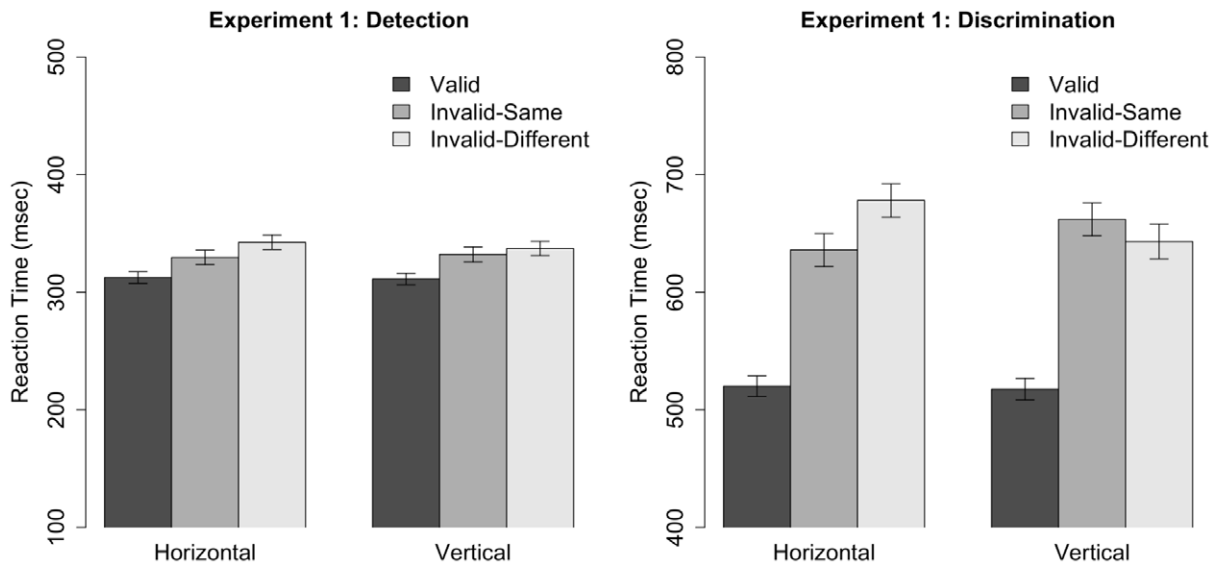 Experiment 1: Detection
Reaction Time (msec)
500
400
300
200
100
Valid
Invalid-Same
Invalid-Different
Horizontal
Vertical
Experiment 1: Discrimination
Reaction Time (msec)
800
700
600
500
400
Valid
Invalid-Same
Invalid-Different
Horizontal
Vertical